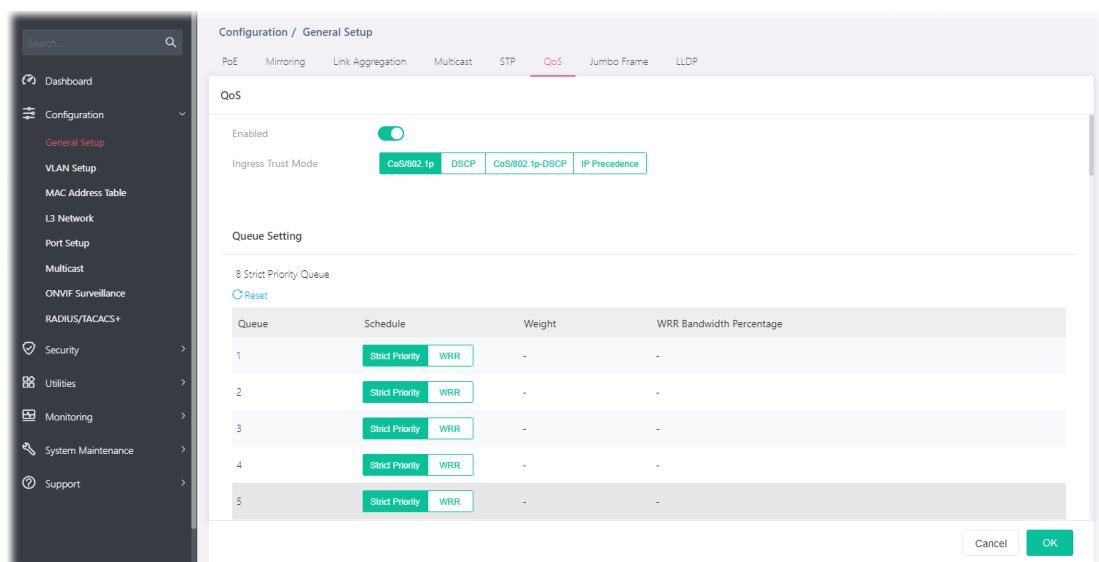 Search...
Dashboard
Configuration
General Setup
VLAN Setup
MAC Address Table
L3 Network
Port Setup
Multicast
ONVIF Surveillance
RADIUS/TACACS+
Security
Utilities
Monitoring
System Maintenance
Support
Configuration / General Setup
PoE Mirroring Link Aggregation Multicast STP QoS Jumbo Frame LLDP
QoS
Enabled
Ingress Trust Mode CoS/802.1p DSCP CoS/802.1p-DSCP IP Precedence
Queue Setting
8 Strict Priority Queue
Reset
Queue Schedule Weight WRR Bandwidth Percentage
1 Strict Priority WRR - -
2 Strict Priority WRR - -
3 Strict Priority WRR - -
4 Strict Priority WRR - -
5 Strict Priority WRR - -
Cancel OK